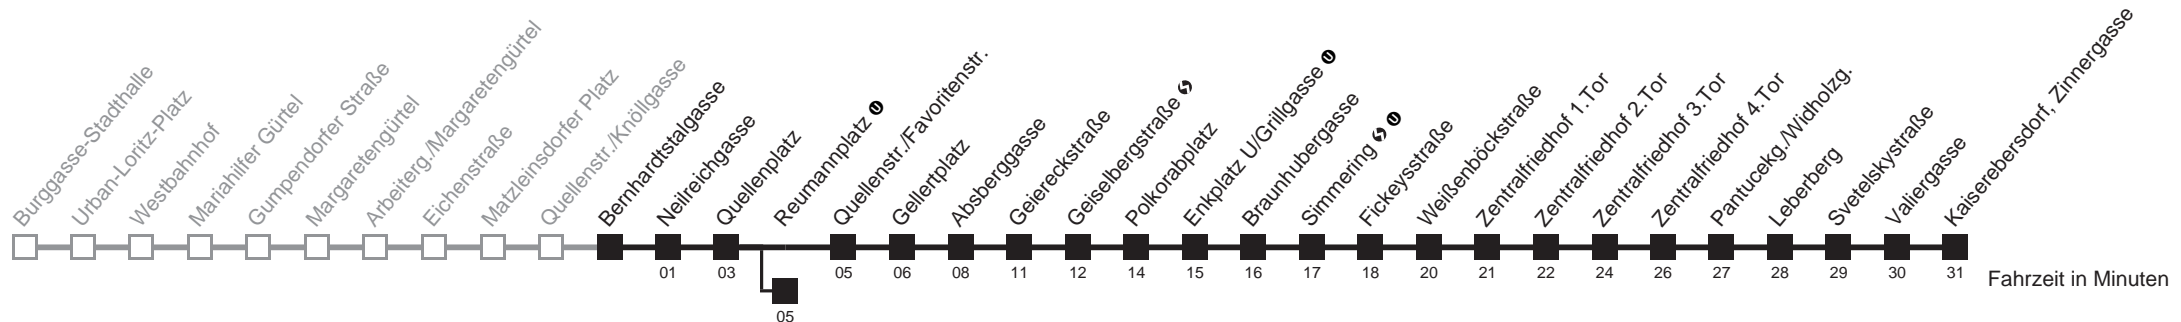 Burggasse-Stadthalle
Urban-Loritz-Platz
Westbahnhof
Mariahilfer Gürtel
Gumpendorfer Straße
Margaretengürtel
Arbeiterg./Margaretengürtel
Eichenstraße
Matzleinsdorfer Platz
Quellenstr./Knöllgasse
Bernhardtstalgasse
Neilreichgasse
Quellenplatz
Reumannplatz U
Quellenstr./Favoritenstr.
Gellertplatz
Absberggasse
Geiereckstraße
Geiselbergstraße S
Polkorabplatz
Enkplatz U/Grillgasse U
Braunhubergasse
Simmering S U
Fickeysstraße
Weißenböckstraße
Zentralfriedhof 1.Tor
Zentralfriedhof 2.Tor
Zentralfriedhof 3.Tor
Zentralfriedhof 4.Tor
Pantucekg./Widholzg.
Leberberg
Svetelskystraße
Valiergasse
Kaiserebersdorf, Zinnergasse
01 03 05 06 08 11 12 14 15 16 17 18 20 21 22 24 26 27 28 29 30 31
Fahrzeit in Minuten
05